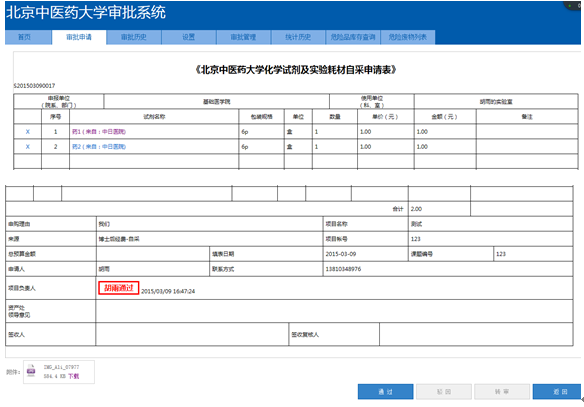 北京中医药大学审批系统
首页 审批申请 审批历史 设置 审批管理 统计历史 危险品库存查询 危险废物列表
《北京中医药大学化学试剂及实验耗材自采申请表》
S201503090017
申报单位（院系、部门） 基础医学院 使用单位（科、室） 胡雨的实验室
序号 试剂名称 包装规格 单位 数量 单价（元） 金额（元） 备注
X 1 药1（来自：中日医院） 6p 盒 1 1.00 1.00
X 2 药2（来自：中日医院） 6p 盒 1 1.00 1.00
合计 2.00
申购理由 我们 项目名称 测试
来源 博士后经费-自采 项目帐号 123
总预算金额 填表日期 2015-03-09 课题编号 123
申请人 胡雨 联系方式 13810348976
项目负责人 胡雨通过 2015/03/09 16:47:24
资产处
领导意见
签收人 签收复核人
附件： IMG_A1i_07977
504.4 KB 下载
通 过 驳 回 转 审 返 回